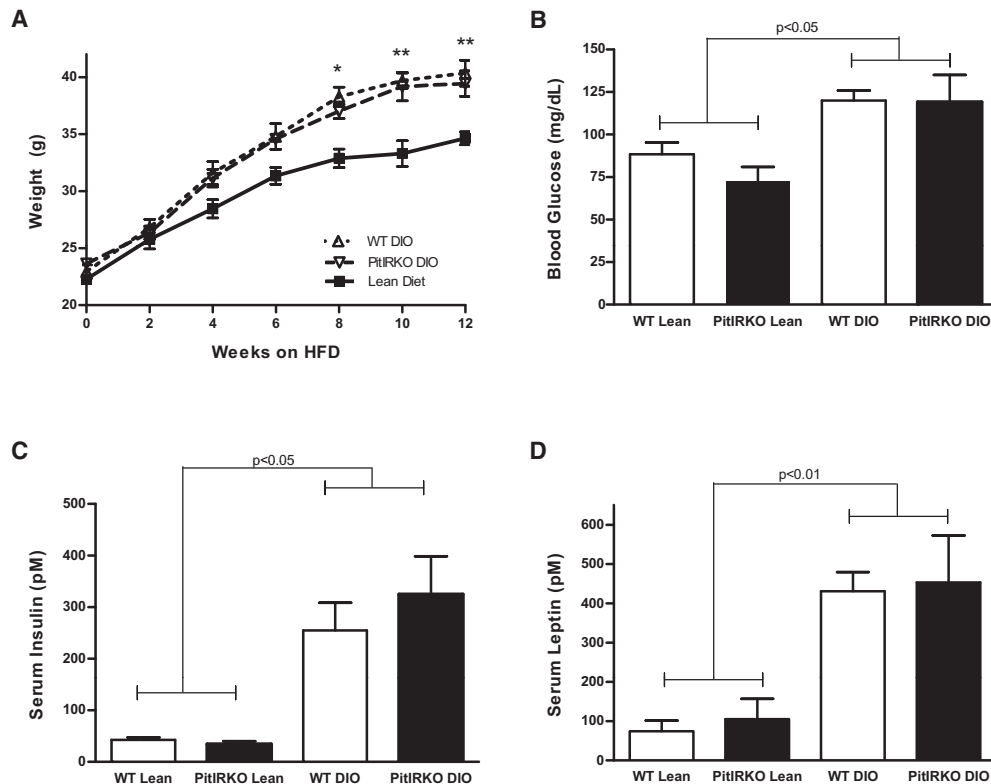 A
Weight (g)
40
35
30
25
20
*
**
**
WT DIO
PitIRKO DIO
Lean Diet
0 2 4 6 8 10 12
Weeks on HFD
B
p<0.05
Blood Glucose (mg/dL)
150
125
100
75
50
25
0
WT Lean PitIRKO Lean WT DIO PitIRKO DIO
C
p<0.05
Serum Insulin (pM)
500
400
300
200
100
0
WT Lean PitIRKO Lean WT DIO PitIRKO DIO
D
p<0.01
Serum Leptin (pM)
600
500
400
300
200
100
0
WT Lean PitIRKO Lean WT DIO PitIRKO DIO